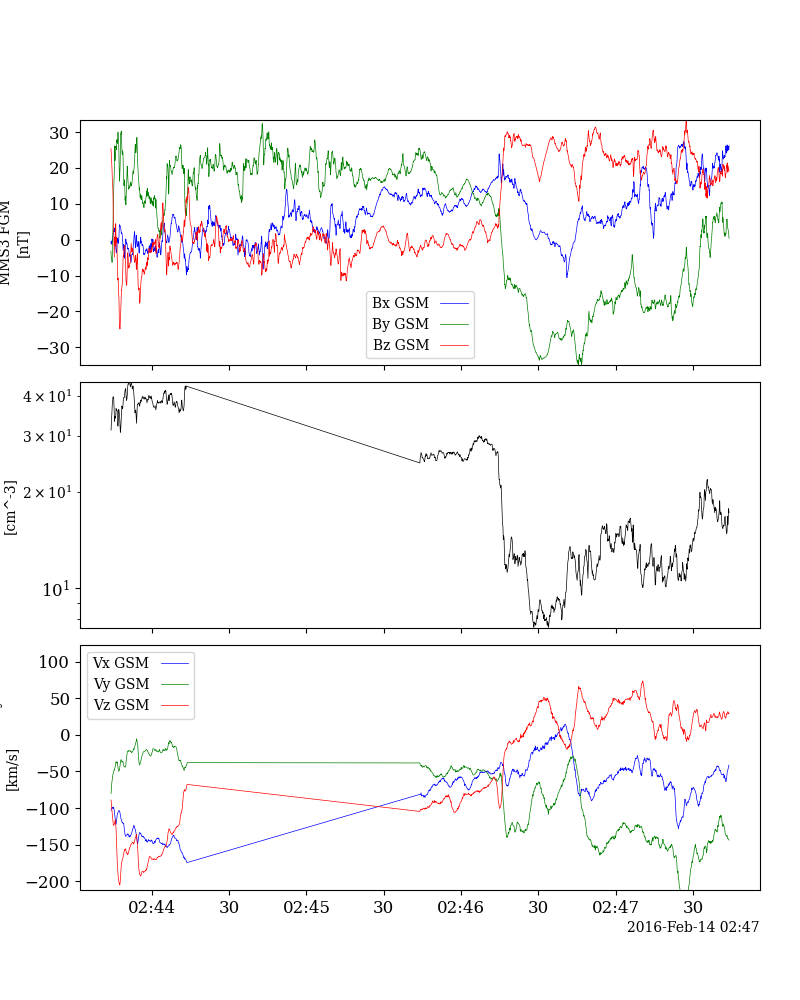 30
20
10
0
−10
−20
−30
MMS3 FGM
[nT]
Bx GSM
By GSM
Bz GSM
4 × 10¹
3 × 10¹
2 × 10¹
10¹
[cm^-3]
100
50
0
−50
−100
−150
−200
[km/s]
Vx GSM
Vy GSM
Vz GSM
02:44 30 02:45 30 02:46 30 02:47 30
2016-Feb-14 02:47